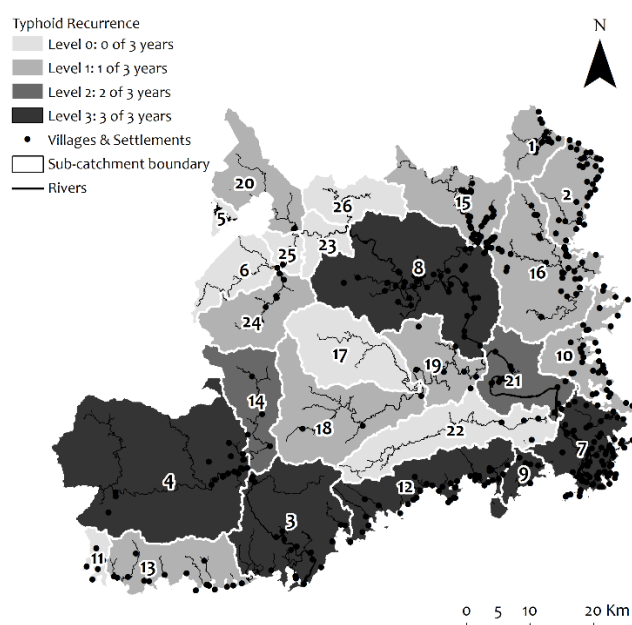 Typhoid Recurrence
Level 0: 0 of 3 years
Level 1: 1 of 3 years
Level 2: 2 of 3 years
Level 3: 3 of 3 years
Villages & Settlements
Sub-catchment boundary
Rivers
N
1
20
2
26
15
5
23
25
6
8
16
24
17
19
10
21
14
18
22
7
4
12
9
3
11
13
0 5 10 20 Km